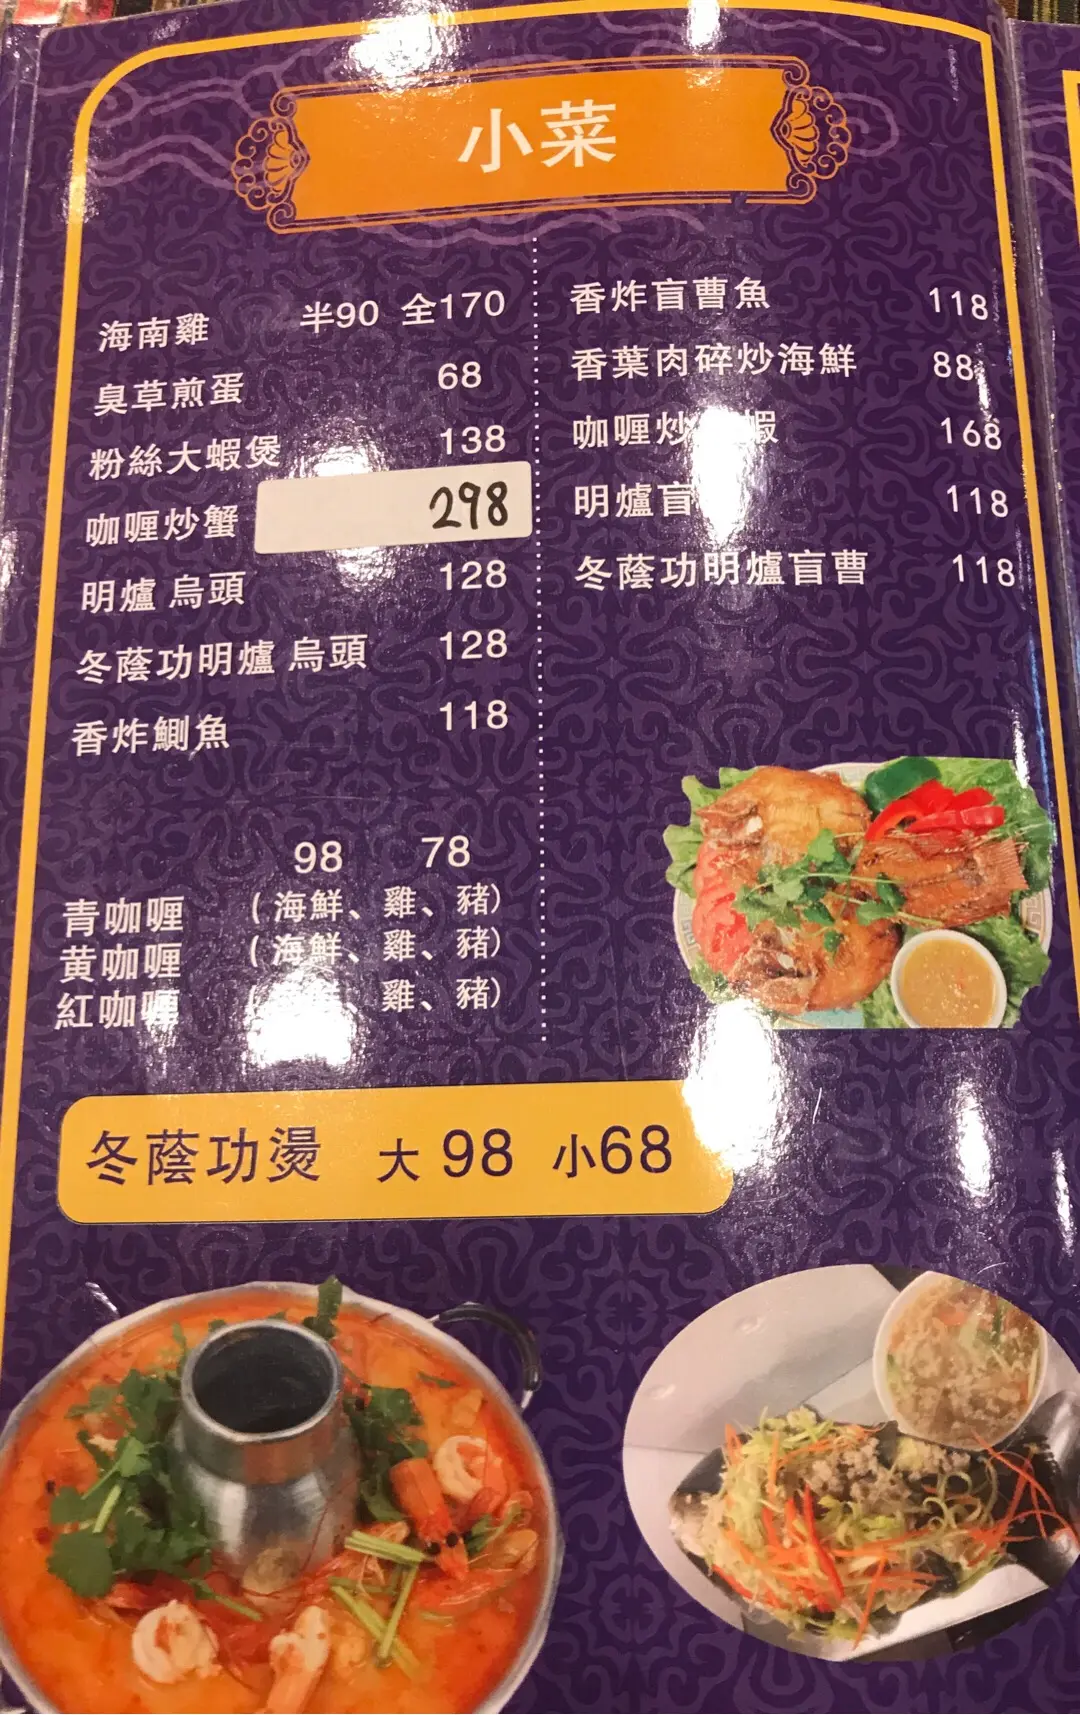 小菜
海南雞 半90 全170
臭草煎蛋 68
粉絲大蝦煲 138
咖喱炒蟹 298
明爐 烏頭 128
冬蔭功明爐 烏頭 128
香炸鰂魚 118
98 78
青咖喱 (海鮮、雞、豬)
黄咖喱 (海鮮、雞、豬)
紅咖喱 雞、豬)
香炸盲曹魚 118
香葉肉碎炒海鮮 88
咖喱炒 蝦 168
明爐盲 118
冬蔭功明爐盲曹 118
冬蔭功湯 大 98 小68